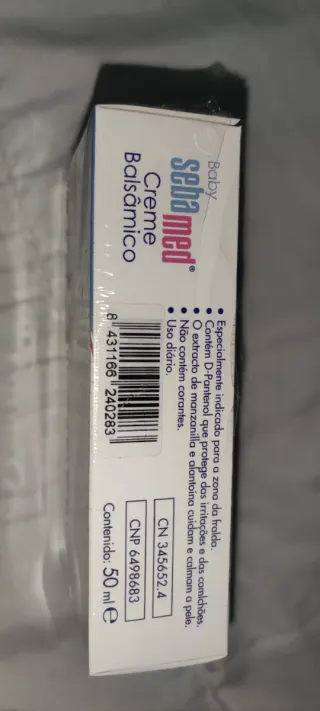 Baby
sebamed®
Creme
Balsâmico
• Especialmente indicado para a zona da fralda.
• Contém D-Pantenol que protege das irritações e das comichões.
• O extracto de manzanilla e alantoina cuidam e calmam a pele.
• Não contém corantes.
• Uso diário.
8 431166 240283
CN 345652.4
CNP 6498683
Contenido: 50 ml ℮